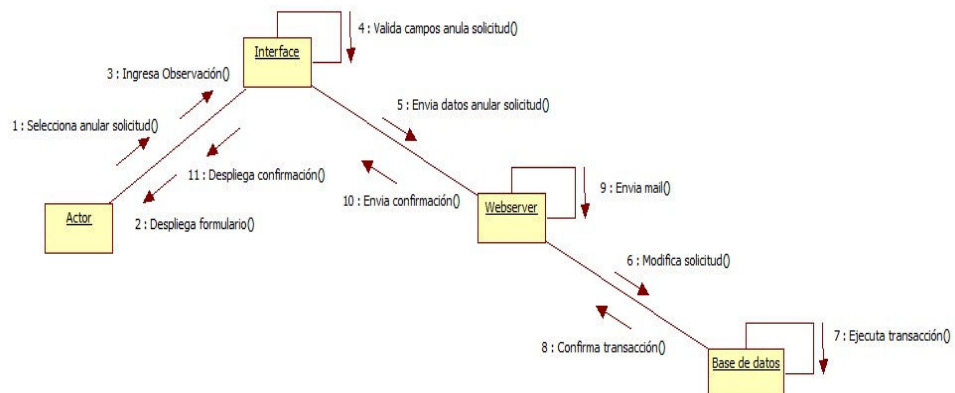 4 : Valida campos anula solicitud()
Interface
3 : Ingresa Observación()
5 : Envia datos anular solicitud()
1 : Selecciona anular solicitud()
11 : Despliega confirmación()
9 : Envia mail()
10 : Envia confirmación()
Webserver
Actor
2 : Despliega formulario()
6 : Modifica solicitud()
7 : Ejecuta transacción()
8 : Confirma transacción()
Base de datos